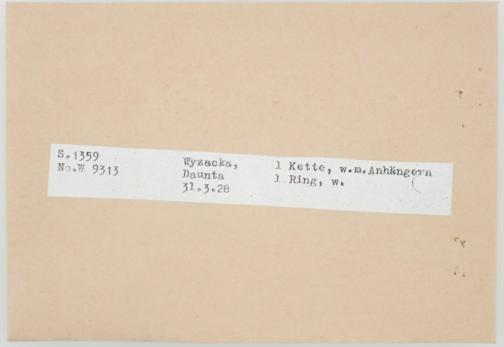 S.1359
No.W 9313
Wyzacka,
Daunta
31.3.28
1 Kette, w.m.Anhängern
1 Ring, w.